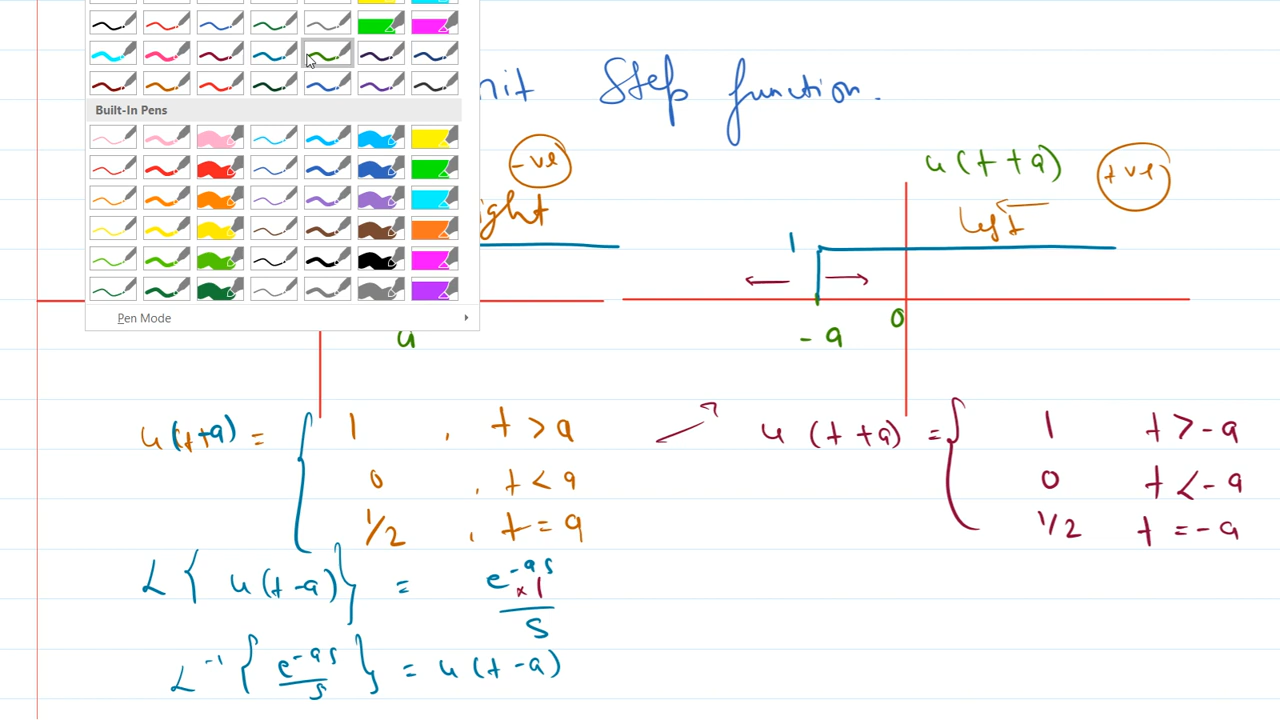 Built-In Pens
Pen Mode
nit Step function.
-ve
ight
u(t+a) +ve
left
1
-a 0
a
u(t+a) = { 1 , t > a
0 , t < a
1/2 , t = a
u (t+a) = { 1 t > -a
0 t < -a
1/2 t = -a
L { u(t-a) } = e^-as × 1 / s
L^-1 { e^-as / s } = u(t-a)